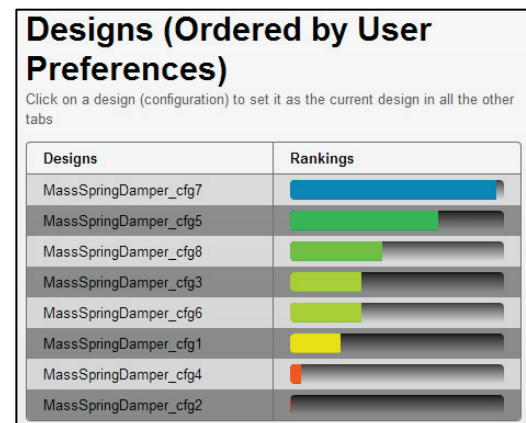 Designs (Ordered by User
Preferences)
Click on a design (configuration) to set it as the current design in all the other
tabs
Designs Rankings
MassSpringDamper_cfg7
MassSpringDamper_cfg5
MassSpringDamper_cfg8
MassSpringDamper_cfg3
MassSpringDamper_cfg6
MassSpringDamper_cfg1
MassSpringDamper_cfg4
MassSpringDamper_cfg2